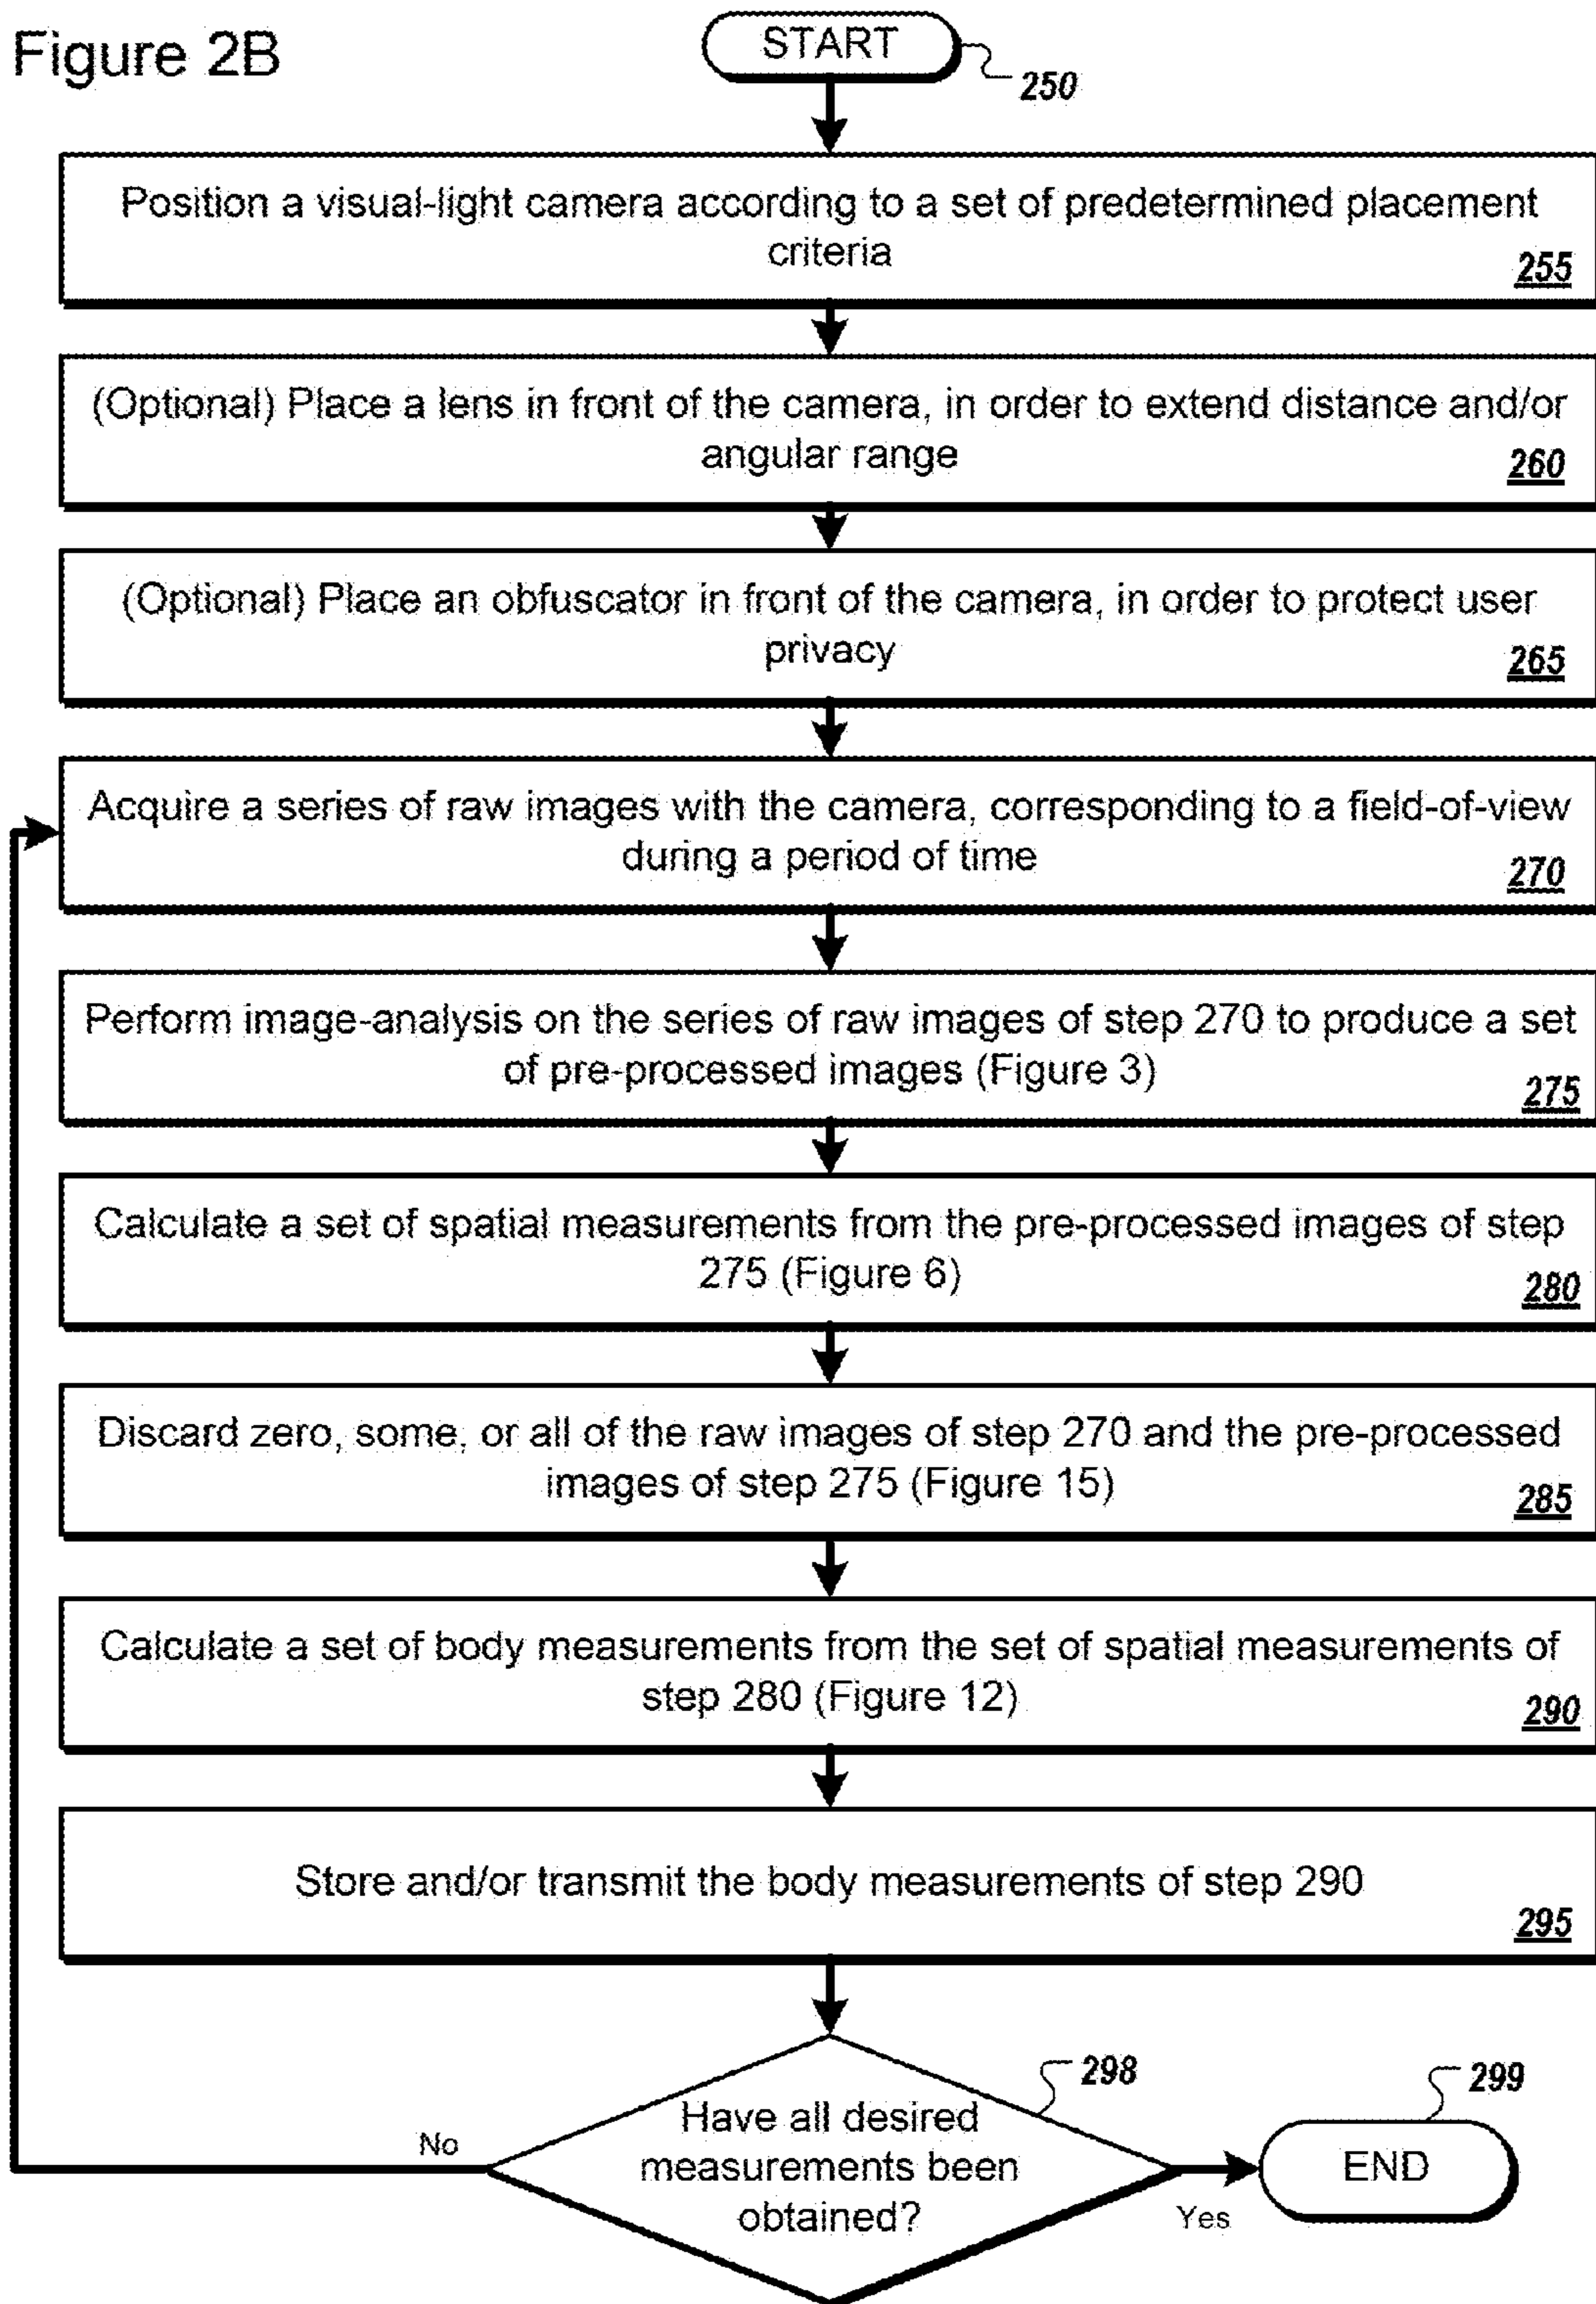 Figure 2B
START
250
Position a visual-light camera according to a set of predetermined placement
criteria
255
(Optional) Place a lens in front of the camera, in order to extend distance and/or
angular range
260
(Optional) Place an obfuscator in front of the camera, in order to protect user
privacy
265
Acquire a series of raw images with the camera, corresponding to a field-of-view
during a period of time
270
Perform image-analysis on the series of raw images of step 270 to produce a set
of pre-processed images (Figure 3)
275
Calculate a set of spatial measurements from the pre-processed images of step
275 (Figure 6)
280
Discard zero, some, or all of the raw images of step 270 and the pre-processed
images of step 275 (Figure 15)
285
Calculate a set of body measurements from the set of spatial measurements of
step 280 (Figure 12)
290
Store and/or transmit the body measurements of step 290
295
298
299
Have all desired
measurements been
obtained?
No
Yes
END